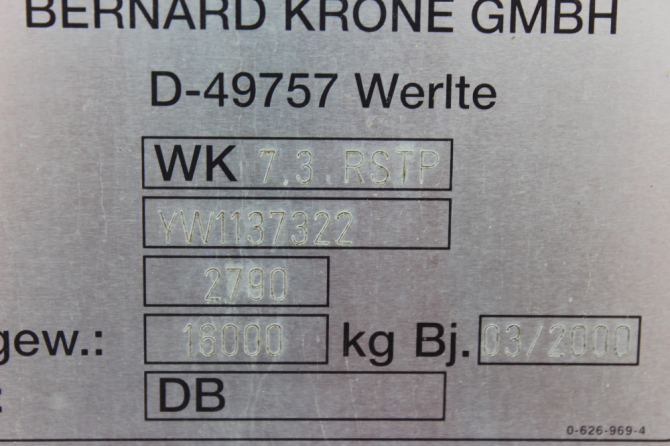 BERNARD KRONE GMBH
D-49757 Werlte
WK 7.3 RSTP
YW1137322
2790
gew.: 16000 kg Bj. 03/2000
: DB
0-626-969-4